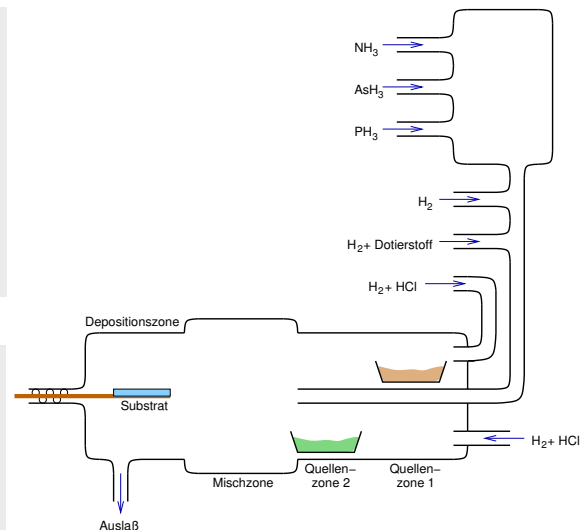 NH3
AsH3
PH3
H2
H2+ Dotierstoff
H2+ HCl
Depositionszone
Substrat
H2+ HCl
Mischzone
Quellen–
zone 2
Quellen–
zone 1
Auslaß